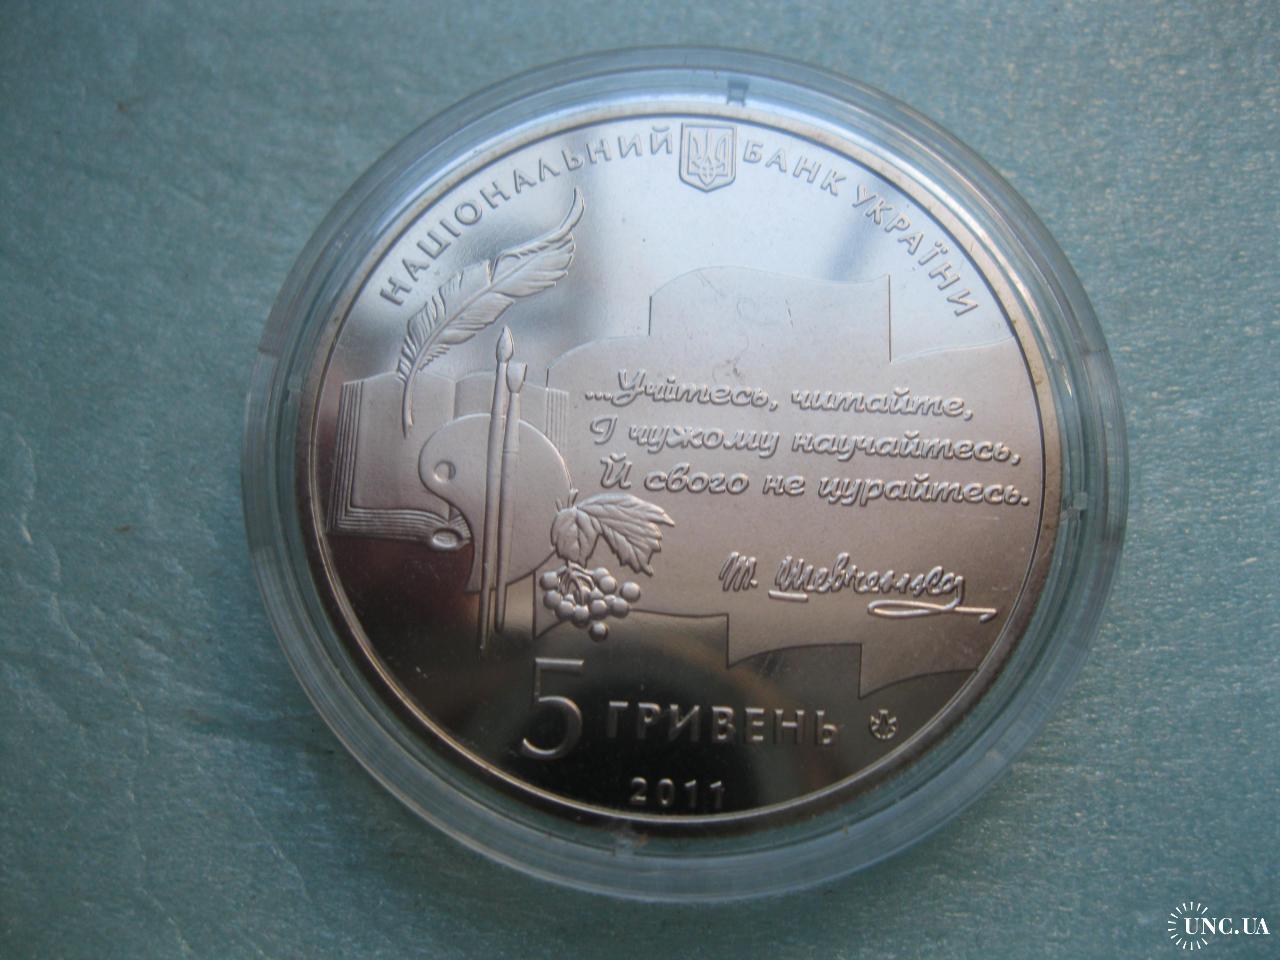 НАЦІОНАЛЬНИЙ БАНК УКРАЇНИ
...Учітесь, читайте,
І чужому научайтесь,
Й свого не цурайтесь.
Т. Шевченко
5 ГРИВЕНЬ
2011
UNC.UA